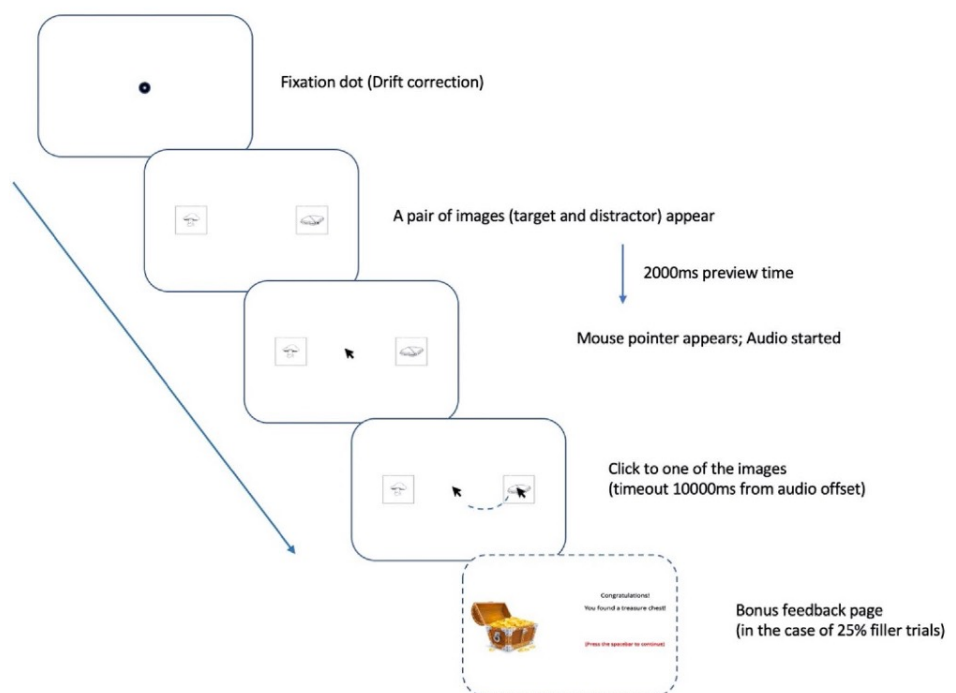 Fixation dot (Drift correction)
A pair of images (target and distractor) appear
2000ms preview time
Mouse pointer appears; Audio started
Click to one of the images
(timeout 10000ms from audio offset)
Congratulations!
You found a treasure chest!
(Press the spacebar to continue)
Bonus feedback page
(in the case of 25% filler trials)